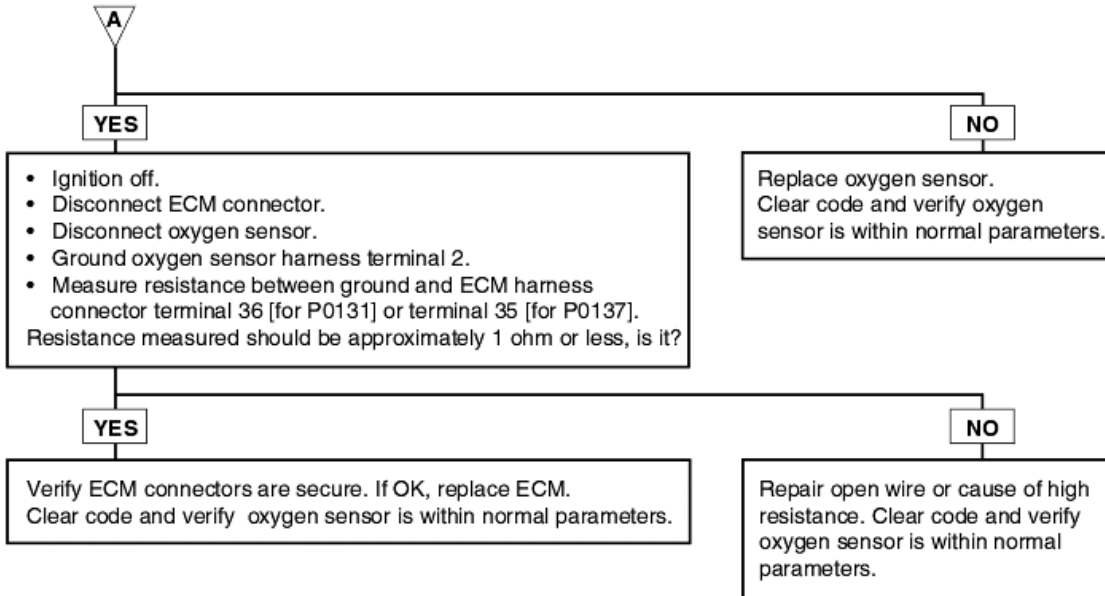 A
YES
NO
• Ignition off.
• Disconnect ECM connector.
• Disconnect oxygen sensor.
• Ground oxygen sensor harness terminal 2.
• Measure resistance between ground and ECM harness
connector terminal 36 [for P0131] or terminal 35 [for P0137].
Resistance measured should be approximately 1 ohm or less, is it?
Replace oxygen sensor.
Clear code and verify oxygen
sensor is within normal parameters.
YES
NO
Verify ECM connectors are secure. If OK, replace ECM.
Clear code and verify oxygen sensor is within normal parameters.
Repair open wire or cause of high
resistance. Clear code and verify
oxygen sensor is within normal
parameters.